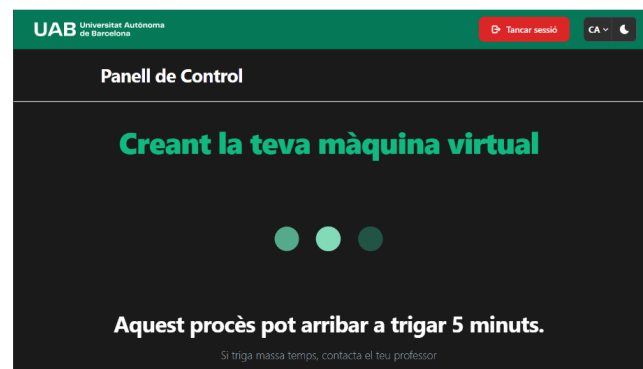 UAB Universitat Autònoma
de Barcelona
Tancar sessió
CA
Panell de Control
Creant la teva màquina virtual
Aquest procès pot arribar a trigar 5 minuts.
Si triga massa temps, contacta el teu professor